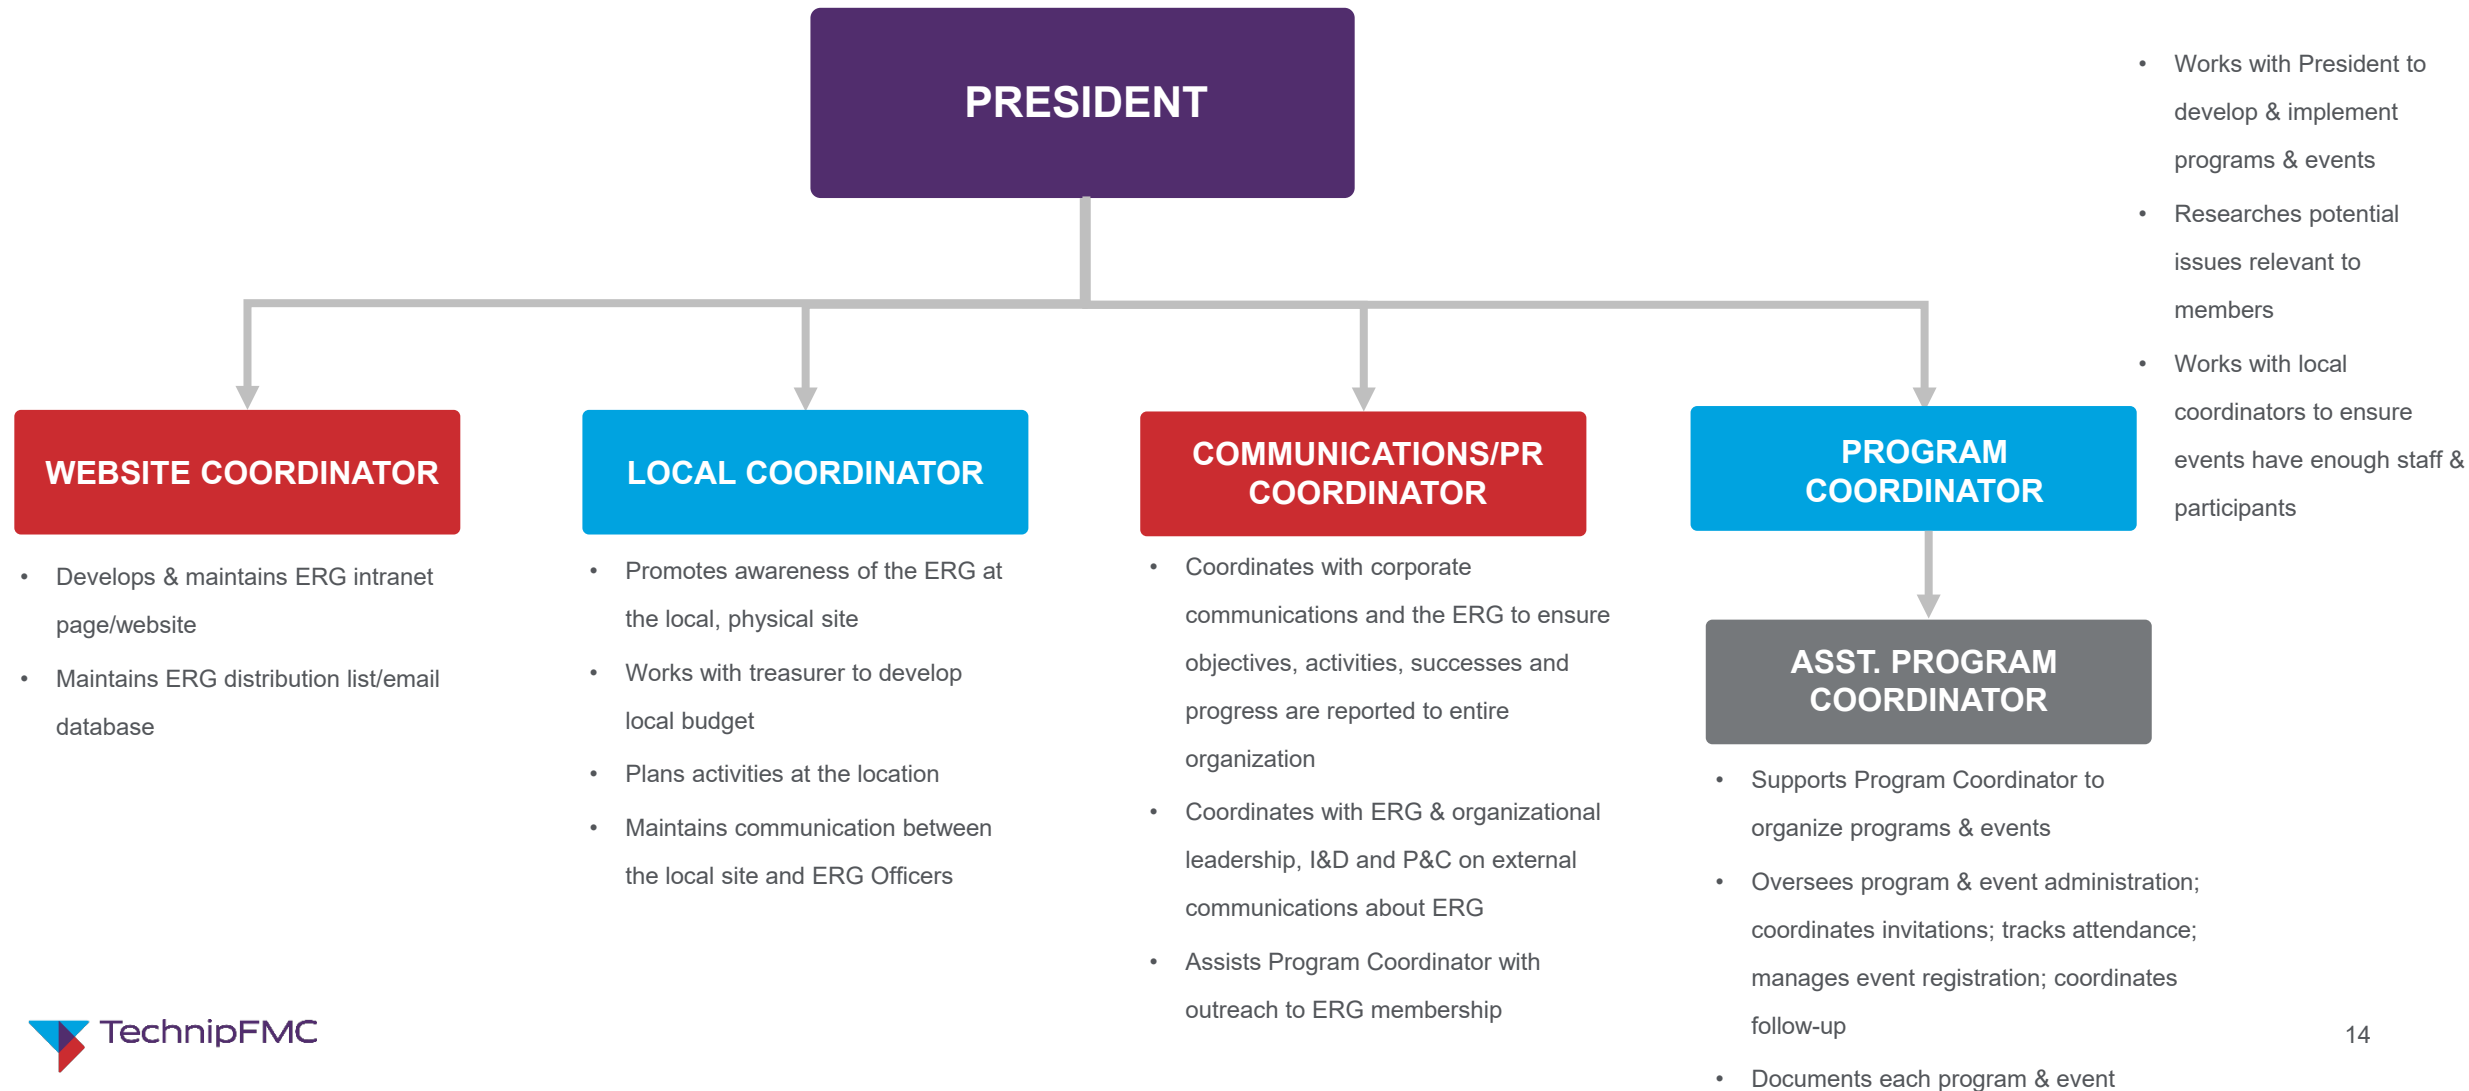 PRESIDENT
• Works with President to
develop & implement
programs & events
• Researches potential
issues relevant to
members
• Works with local
coordinators to ensure
events have enough staff &
participants
WEBSITE COORDINATOR
• Develops & maintains ERG intranet
page/website
• Maintains ERG distribution list/email
database
LOCAL COORDINATOR
• Promotes awareness of the ERG at
the local, physical site
• Works with treasurer to develop
local budget
• Plans activities at the location
• Maintains communication between
the local site and ERG Officers
COMMUNICATIONS/PR
COORDINATOR
• Coordinates with corporate
communications and the ERG to ensure
objectives, activities, successes and
progress are reported to entire
organization
• Coordinates with ERG & organizational
leadership, I&D and P&C on external
communications about ERG
• Assists Program Coordinator with
outreach to ERG membership
PROGRAM
COORDINATOR
ASST. PROGRAM
COORDINATOR
• Supports Program Coordinator to
organize programs & events
• Oversees program & event administration;
coordinates invitations; tracks attendance;
manages event registration; coordinates
follow-up
• Documents each program & event
TechnipFMC
14